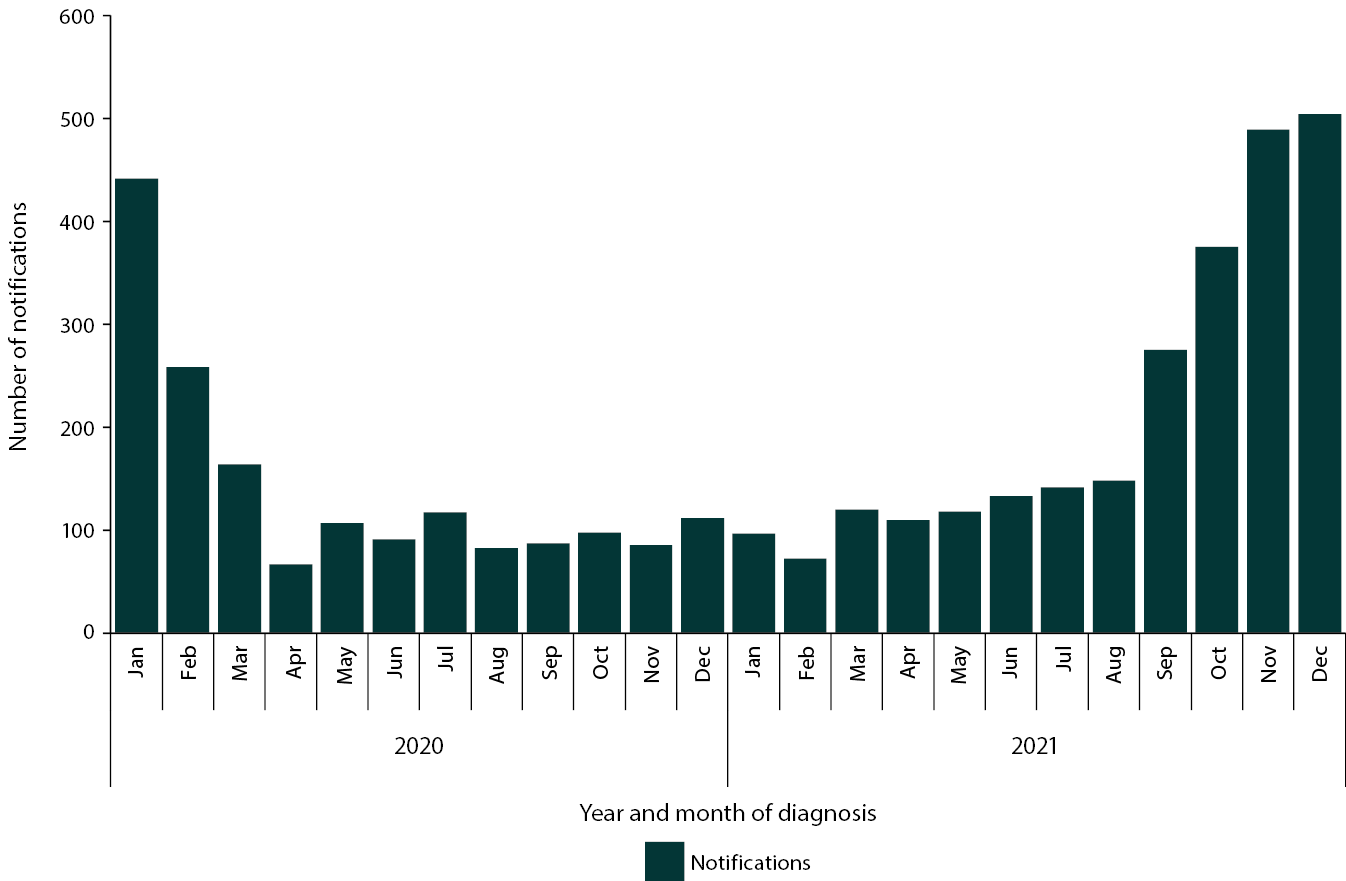 600
500
400
300
200
100
0
Number of notifications
Jan
Feb
Mar
Apr
May
Jun
Jul
Aug
Sep
Oct
Nov
Dec
Jan
Feb
Mar
Apr
May
Jun
Jul
Aug
Sep
Oct
Nov
Dec
2020
2021
Year and month of diagnosis
Notifications